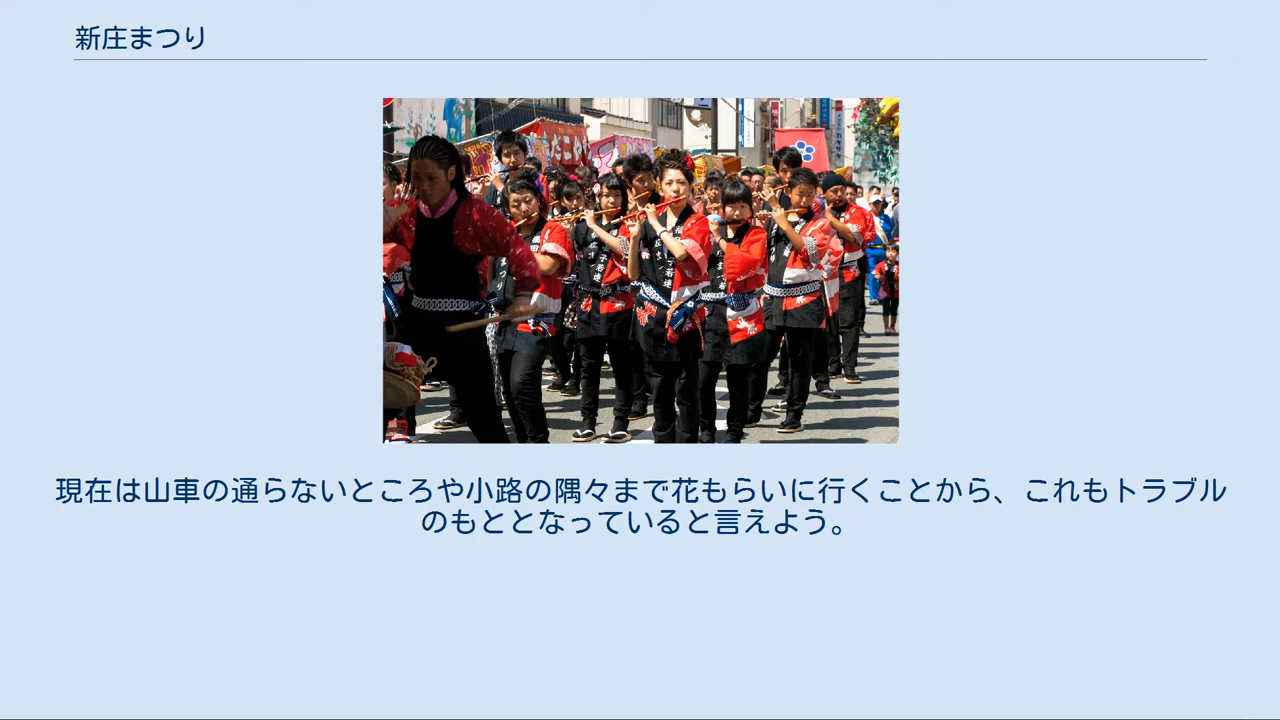 新庄まつり
現在は山車の通らないところや小路の隅々まで花もらいに行くことから、これもトラブル
のもととなっていると言えよう。